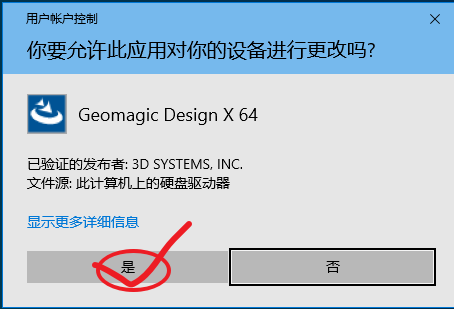 用户帐户控制
你要允许此应用对你的设备进行更改吗?
Geomagic Design X 64
已验证的发布者: 3D SYSTEMS, INC.
文件源: 此计算机上的硬盘驱动器
显示更多详细信息
是
否